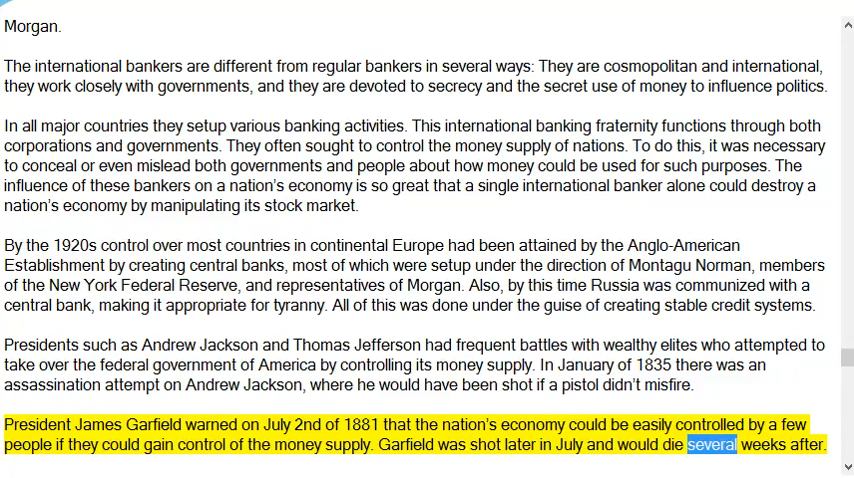 Morgan.
The international bankers are different from regular bankers in several ways: They are cosmopolitan and international,
they work closely with governments, and they are devoted to secrecy and the secret use of money to influence politics.
In all major countries they setup various banking activities. This international banking fraternity functions through both
corporations and governments. They often sought to control the money supply of nations. To do this, it was necessary
to conceal or even mislead both governments and people about how money could be used for such purposes. The
influence of these bankers on a nation’s economy is so great that a single international banker alone could destroy a
nation’s economy by manipulating its stock market.
By the 1920s control over most countries in continental Europe had been attained by the Anglo-American
Establishment by creating central banks, most of which were setup under the direction of Montagu Norman, members
of the New York Federal Reserve, and representatives of Morgan. Also, by this time Russia was communized with a
central bank, making it appropriate for tyranny. All of this was done under the guise of creating stable credit systems.
Presidents such as Andrew Jackson and Thomas Jefferson had frequent battles with wealthy elites who attempted to
take over the federal government of America by controlling its money supply. In January of 1835 there was an
assassination attempt on Andrew Jackson, where he would have been shot if a pistol didn’t misfire.
President James Garfield warned on July 2nd of 1881 that the nation’s economy could be easily controlled by a few
people if they could gain control of the money supply. Garfield was shot later in July and would die several weeks after.